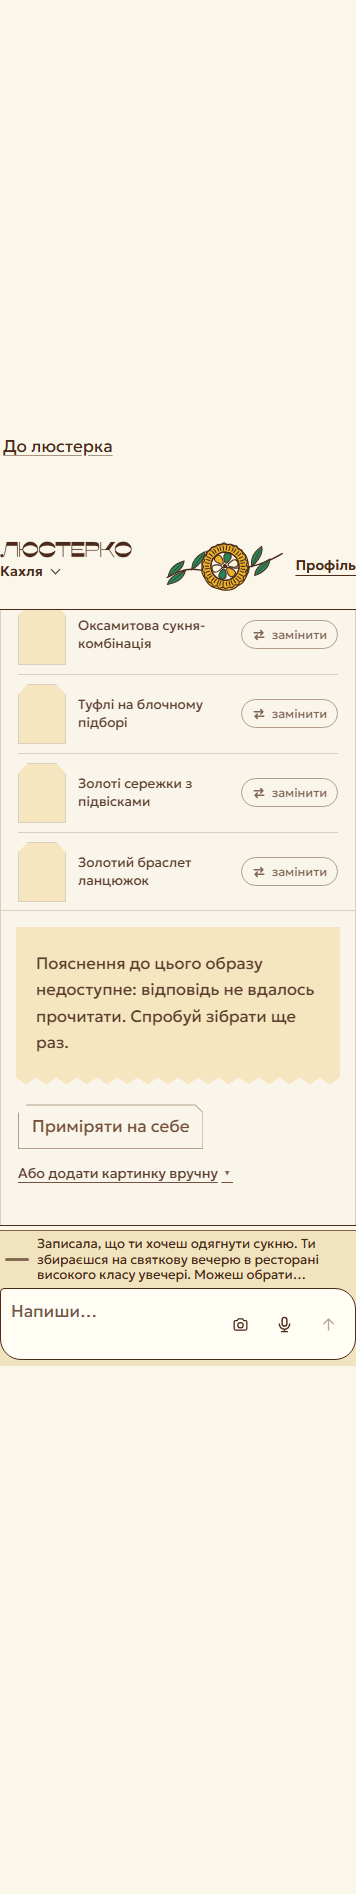 До люстерка
ЛЮСТЕРКО
Кахля
Профіль
Оксамитова сукня-
комбінація
замінити
Туфлі на блочному
підборі
замінити
Золоті сережки з
підвісками
замінити
Золотий браслет
ланцюжок
замінити
Пояснення до цього образу
недоступне: відповідь не вдалось
прочитати. Спробуй зібрати ще
раз.
Приміряти на себе
Або додати картинку вручну
Записала, що ти хочеш одягнути сукню. Ти
збираєшся на святкову вечерю в ресторані
високого класу увечері. Можеш обрати…
Напиши…